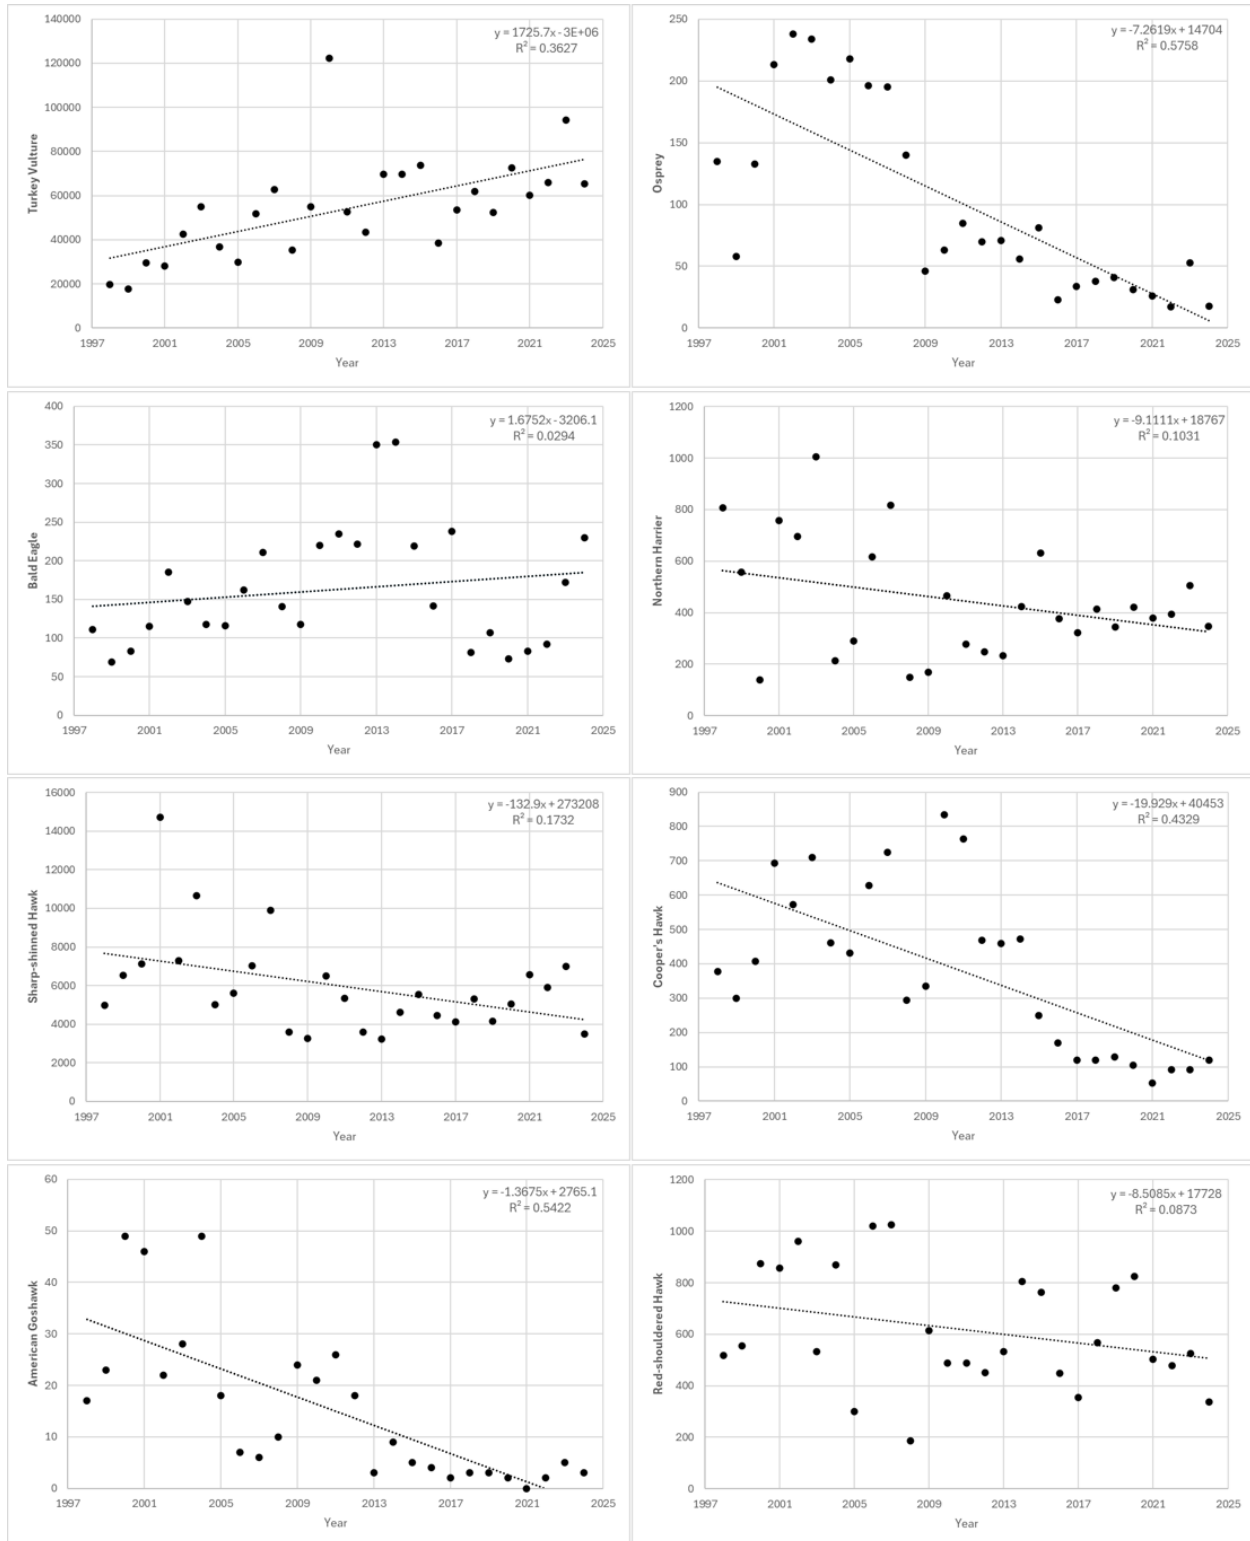 140000
120000
100000
80000
60000
40000
20000
0
Turkey Vulture
y = 1725.7x - 3E+06
R² = 0.3627
1997 2001 2005 2009 2013 2017 2021 2025
Year
250
200
150
100
50
0
Osprey
y = -7.2619x + 14704
R² = 0.5758
1997 2001 2005 2009 2013 2017 2021 2025
Year
400
350
300
250
200
150
100
50
0
Bald Eagle
y = 1.6752x - 3206.1
R² = 0.0294
1997 2001 2005 2009 2013 2017 2021 2025
Year
1200
1000
800
600
400
200
0
Northern Harrier
y = -9.1111x + 18767
R² = 0.1031
1997 2001 2005 2009 2013 2017 2021 2025
Year
16000
14000
12000
10000
8000
6000
4000
2000
0
Sharp-shinned Hawk
y = -132.9x + 273208
R² = 0.1732
1997 2001 2005 2009 2013 2017 2021 2025
Year
900
800
700
600
500
400
300
200
100
0
Cooper's Hawk
y = -19.929x + 40453
R² = 0.4329
1997 2001 2005 2009 2013 2017 2021 2025
Year
60
50
40
30
20
10
0
American Goshawk
y = -1.3675x + 2765.1
R² = 0.5422
1997 2001 2005 2009 2013 2017 2021 2025
Year
1200
1000
800
600
400
200
0
Red-shouldered Hawk
y = -8.5085x + 17728
R² = 0.0873
1997 2001 2005 2009 2013 2017 2021 2025
Year